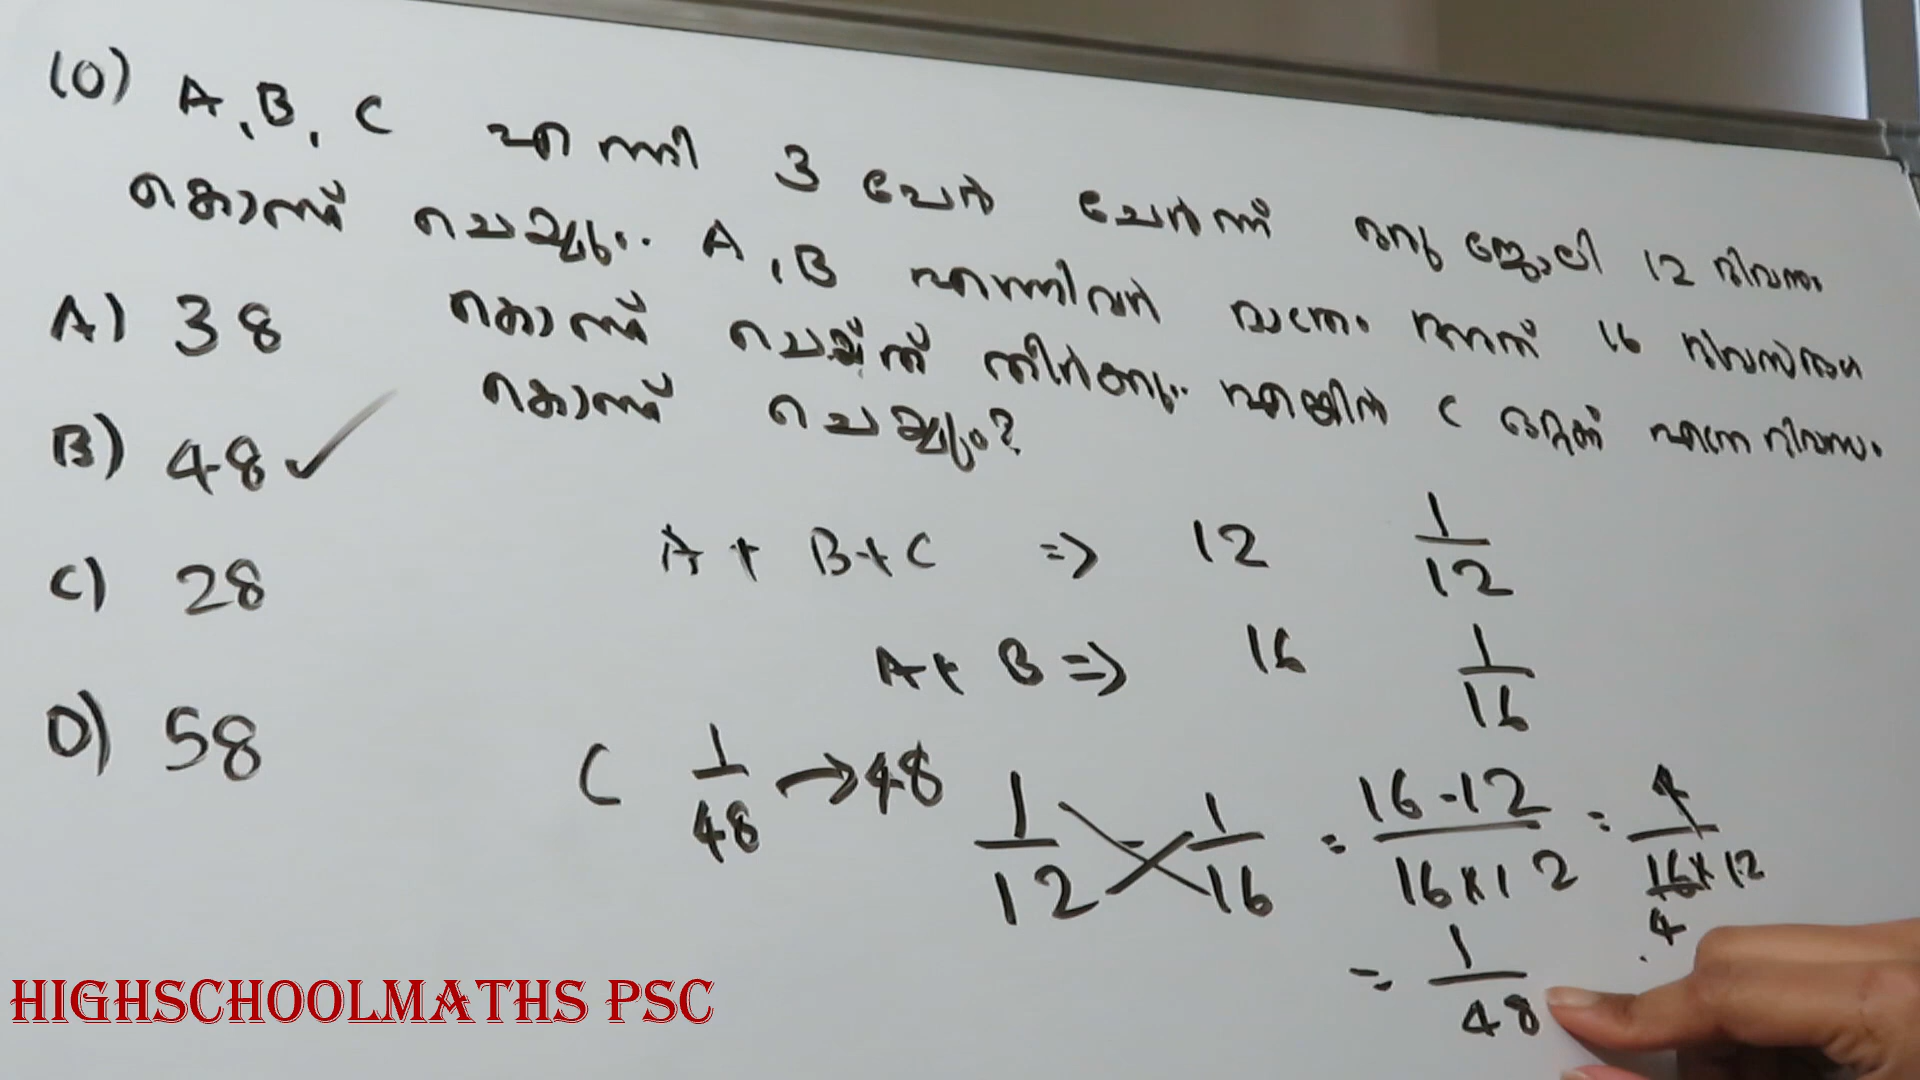 (0) A, B, C എന്നീ 3 പേർ ചേർന്ന് ഒരു ജോലി 12 ദിവസം
കൊണ്ട് ചെയ്യും. A, B എന്നിവർ മാത്രം അത് 16 ദിവസം
കൊണ്ട് ചെയ്ത് തീർക്കും. എങ്കിൽ C ഒറ്റക്ക് എത്ര ദിവസം
കൊണ്ട് ചെയ്യും?
A) 38
B) 48 ✓
C) 28
D) 58
A + B + C => 12 1/12
A + B => 16 1/16
C 1/48 → 48
1/12 - 1/16 = 16-12/16×12 = 4/16×12
4
= 1/48
HIGHSCHOOLMATHS PSC